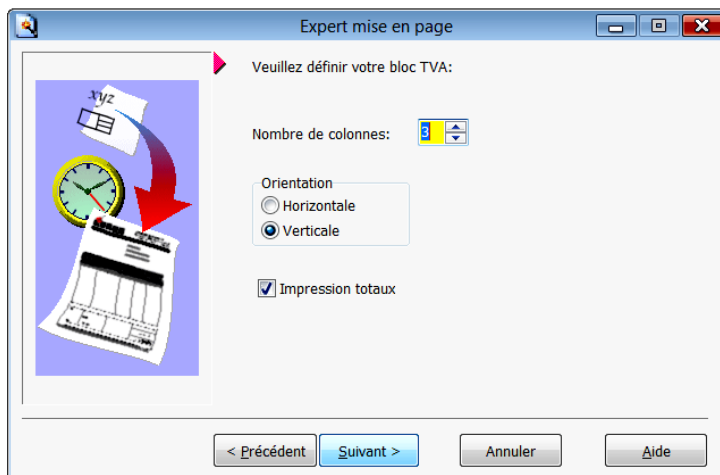 Expert mise en page
Veuillez définir votre bloc TVA:
xyz
Nombre de colonnes: 3
Orientation
Horizontale
Verticale
Impression totaux
< Précédent Suivant > Annuler Aide